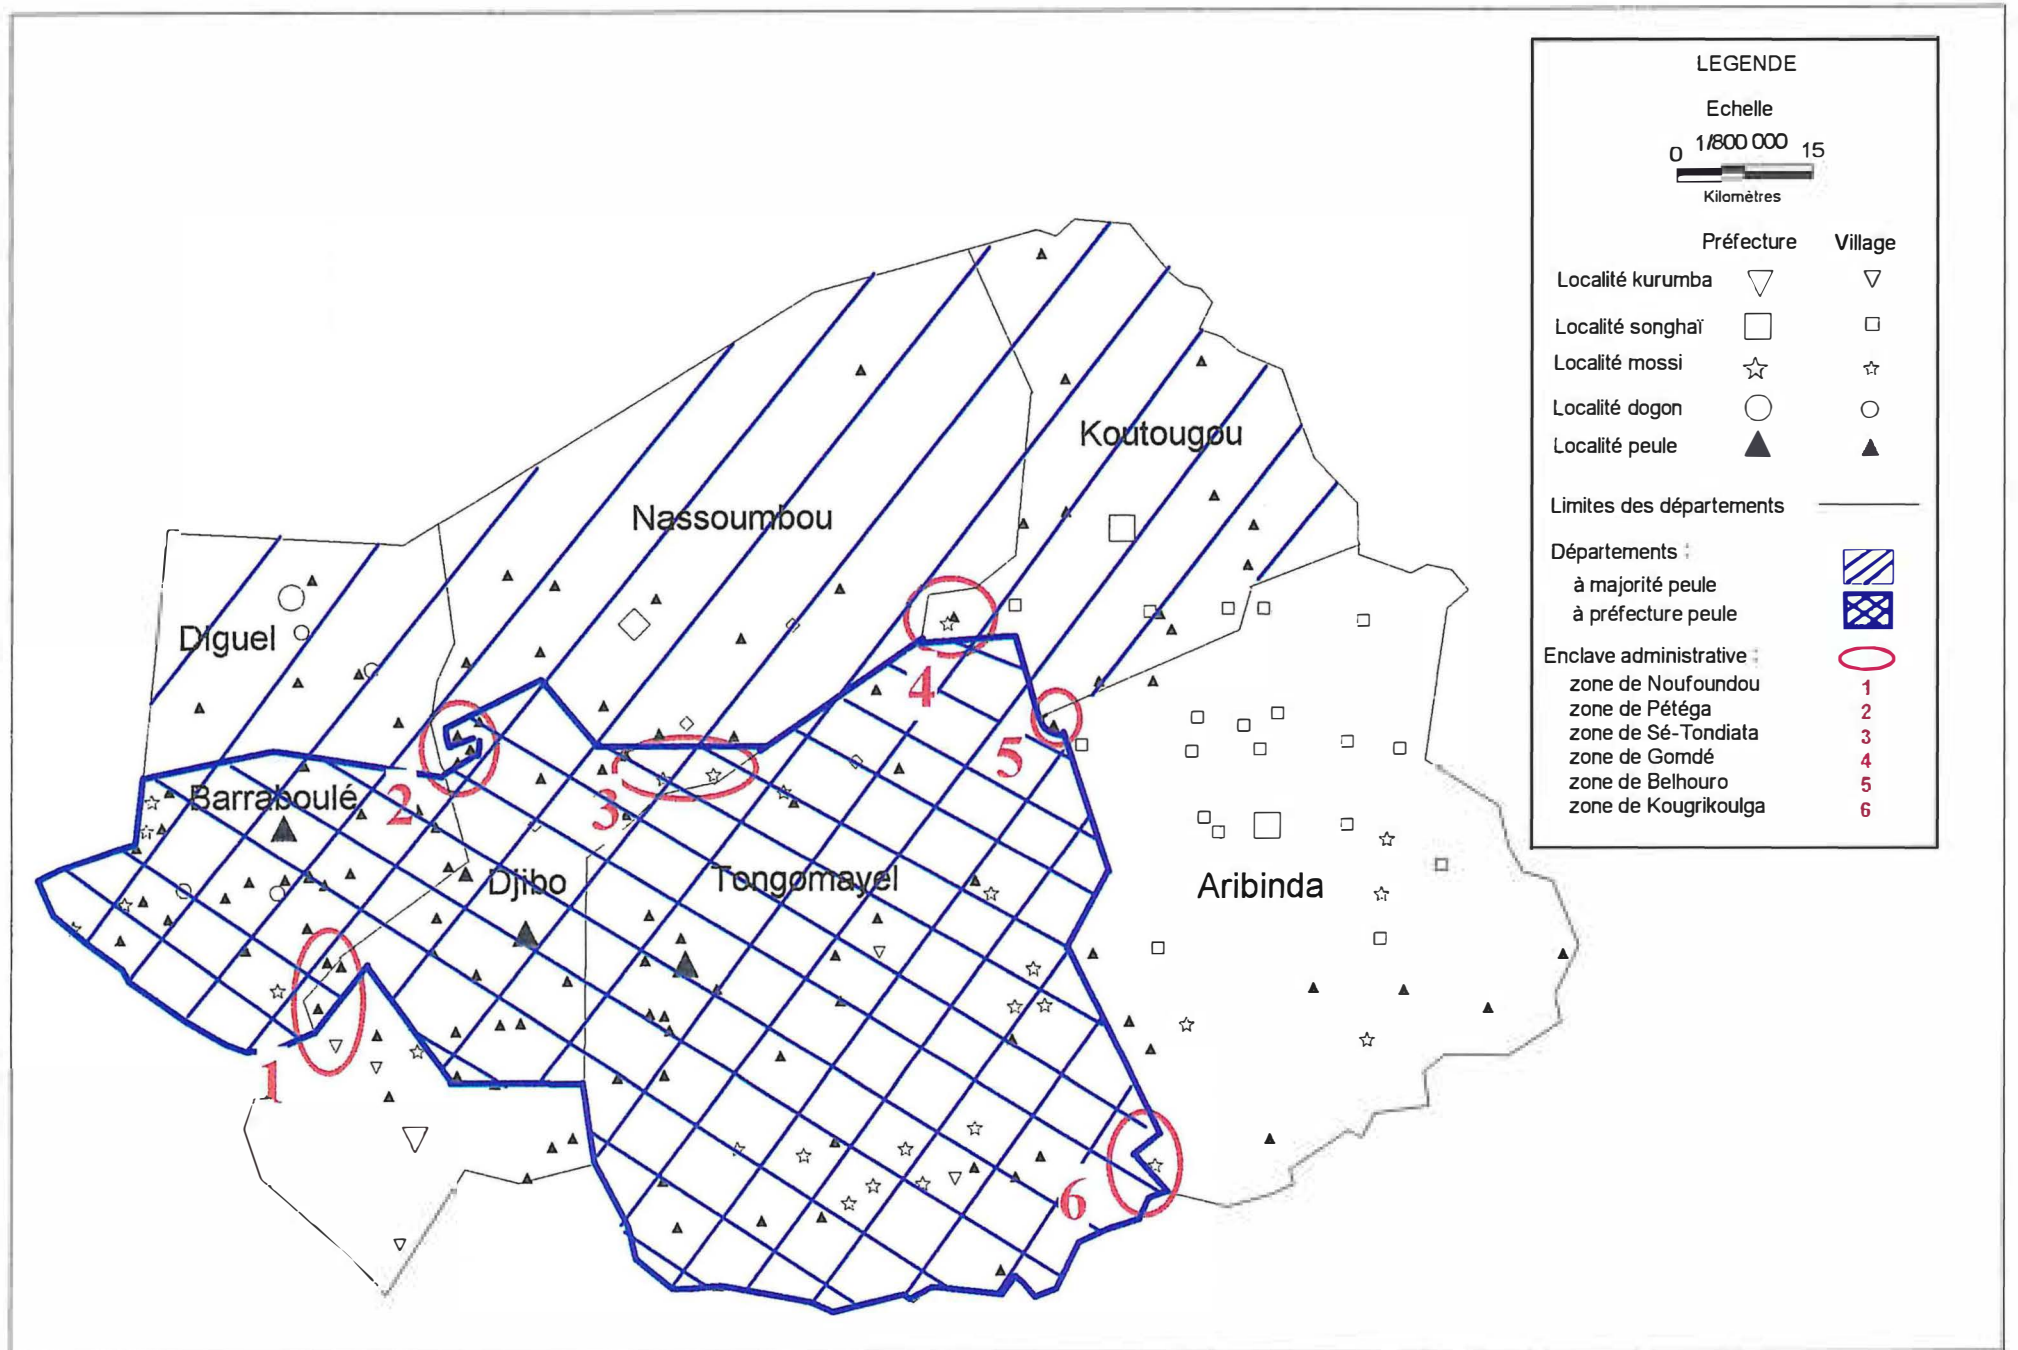 LEGENDE
Echelle
1/800 000
0 15
Kilomètres
Préfecture Village
Localité kurumba
Localité songhaï
Localité mossi
Localité dogon
Localité peule
Limites des départements
Départements :
à majorité peule
à préfecture peule
Enclave administrative :
zone de Noufoundou 1
zone de Pétéga 2
zone de Sé-Tondiata 3
zone de Gomdé 4
zone de Belhouro 5
zone de Kougrikoulga 6
Koutougou
Nassoumbou
Diguel
4
5
Barraboulé
2
3
Djibo
Tongomayel
Aribinda
1
6